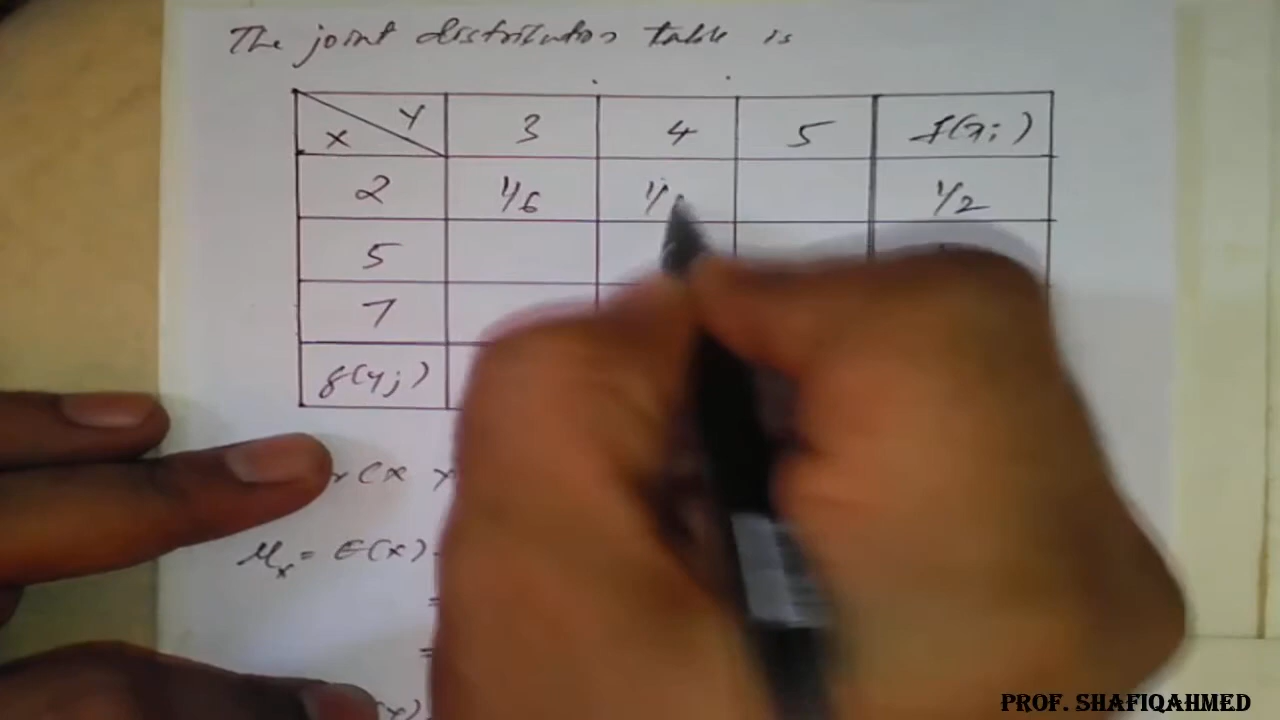 The joint distribution table is
X Y 3 4 5 f(xi)
2 1/6 1/ 1/2
5
7
g(yj)
(X Y
μx = E(X)
=
=
PROF. SHAFIQAHMED